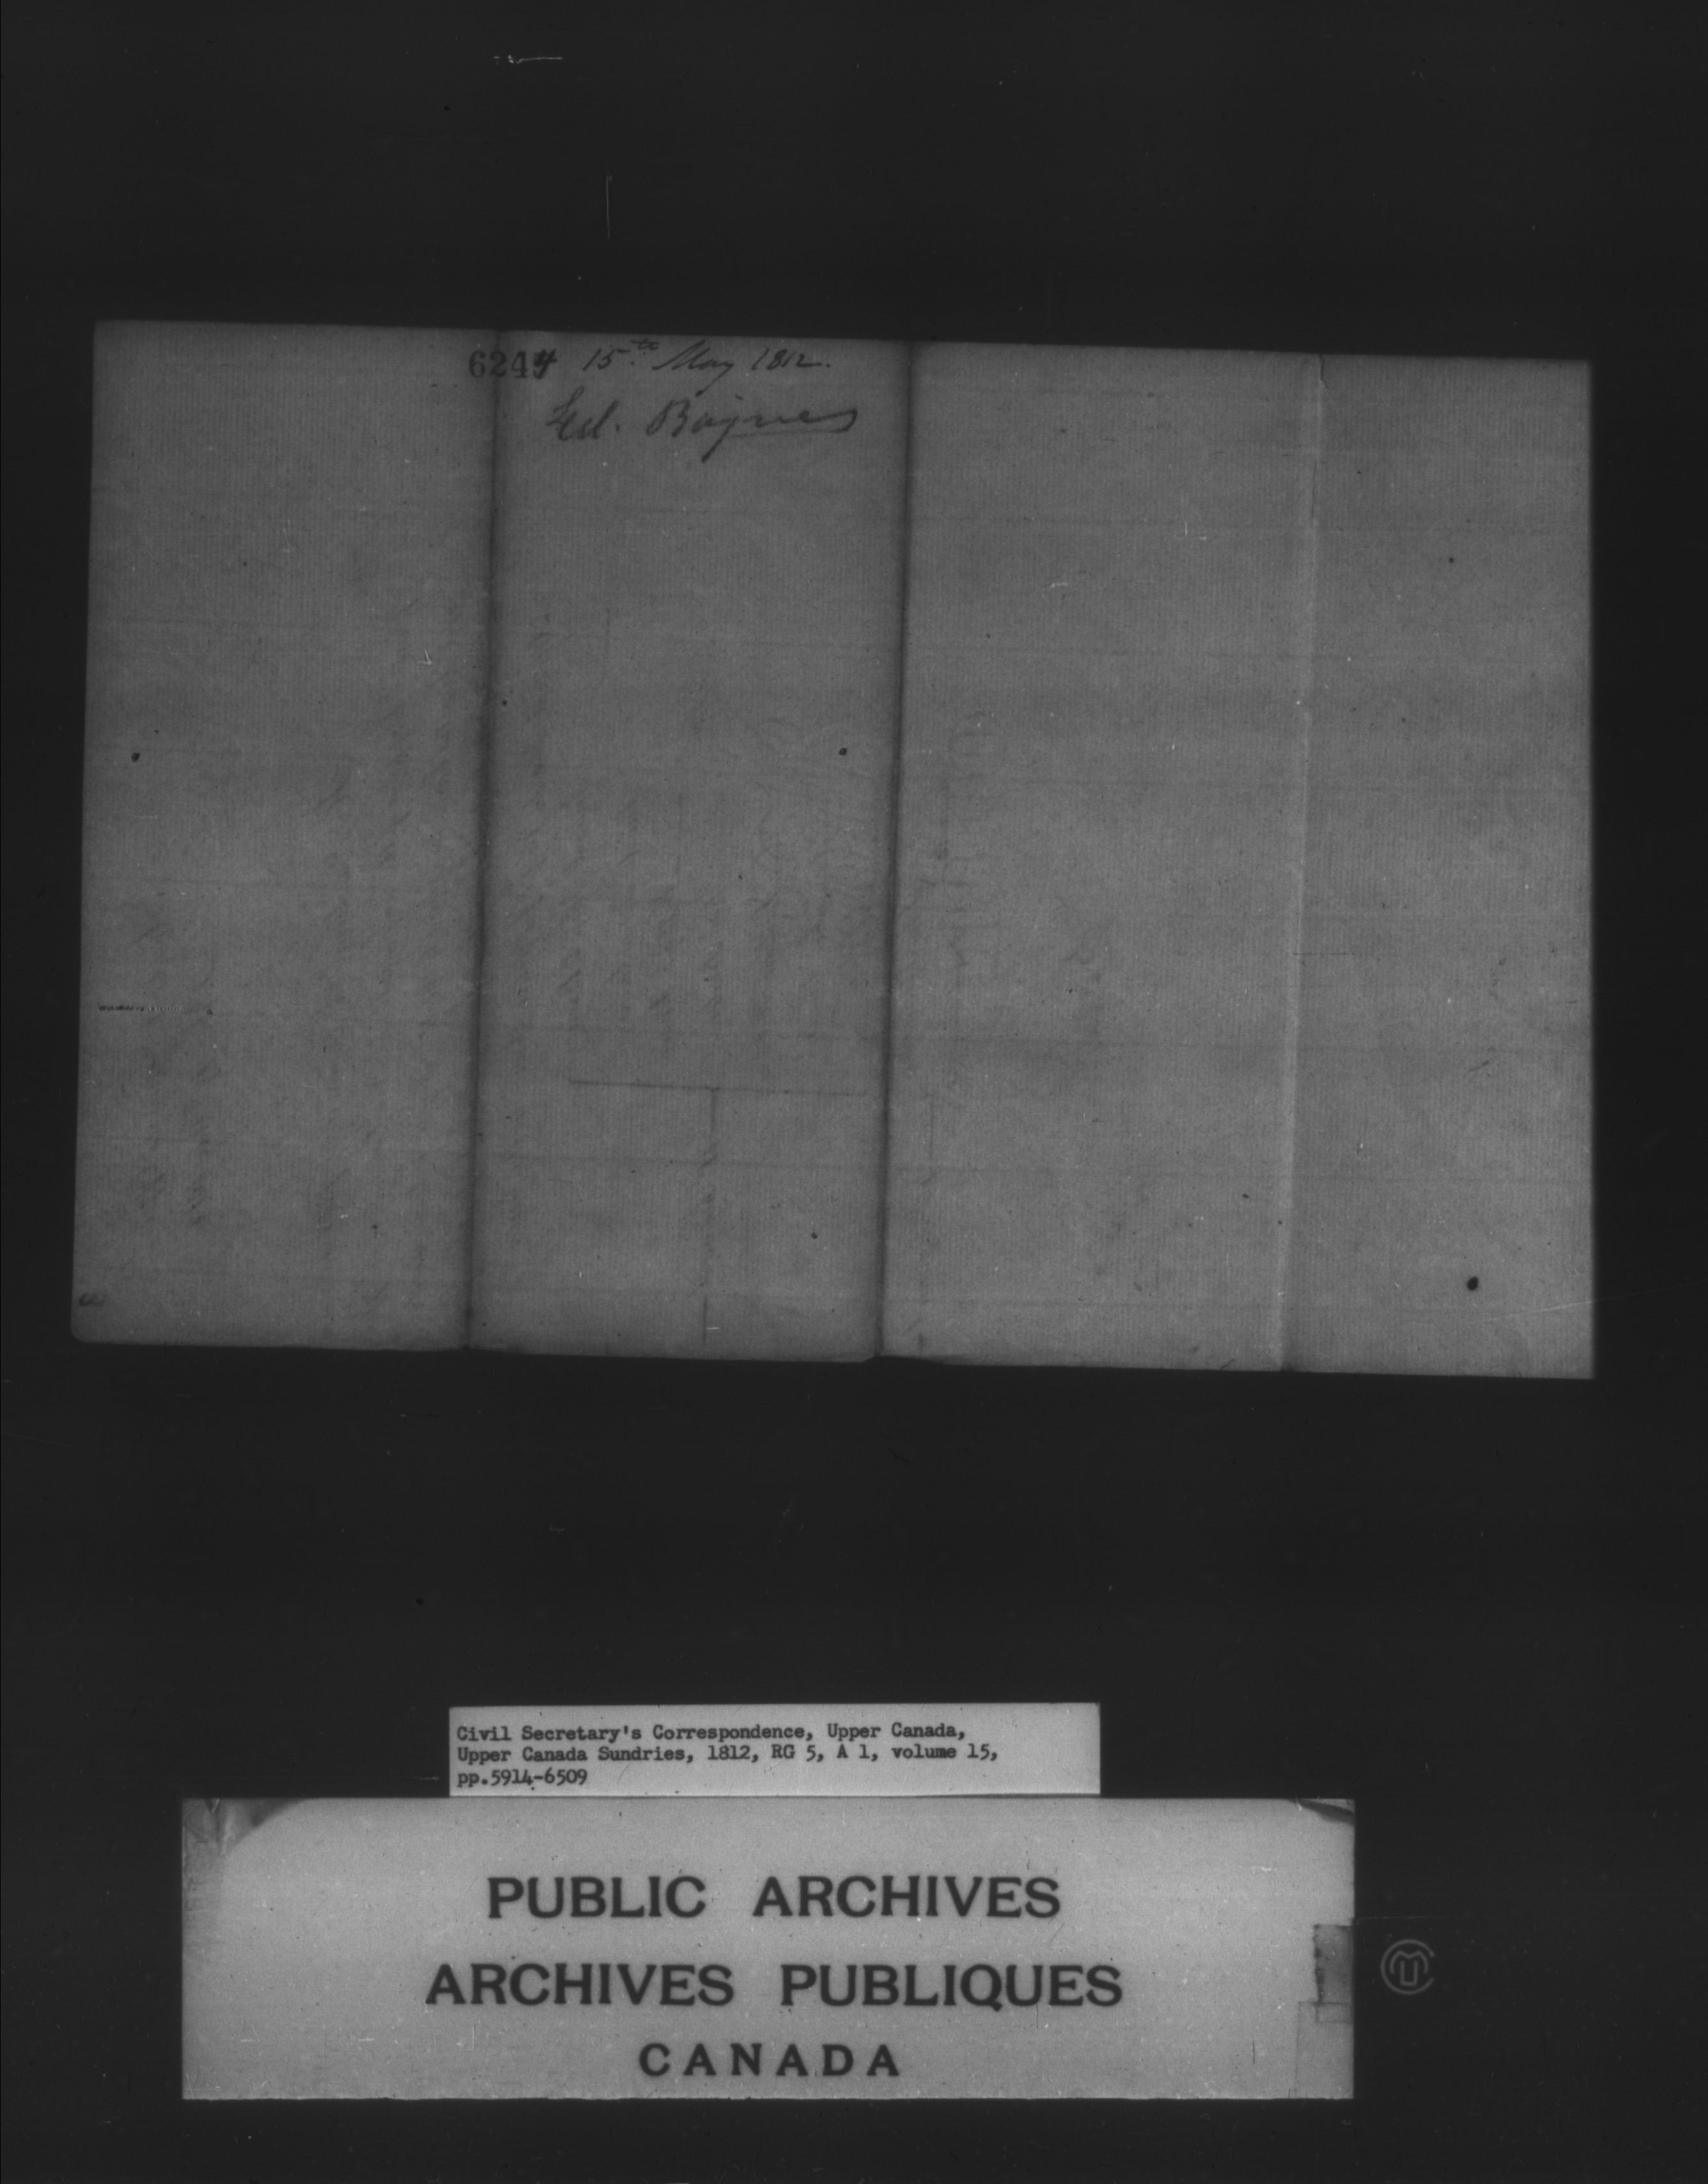 6244 15th May 1812.
Ed. Baynes
Civil Secretary's Correspondence, Upper Canada,
Upper Canada Sundries, 1812, RG 5, A 1, volume 15,
pp.5914-6509
PUBLIC ARCHIVES
ARCHIVES PUBLIQUES
CANADA